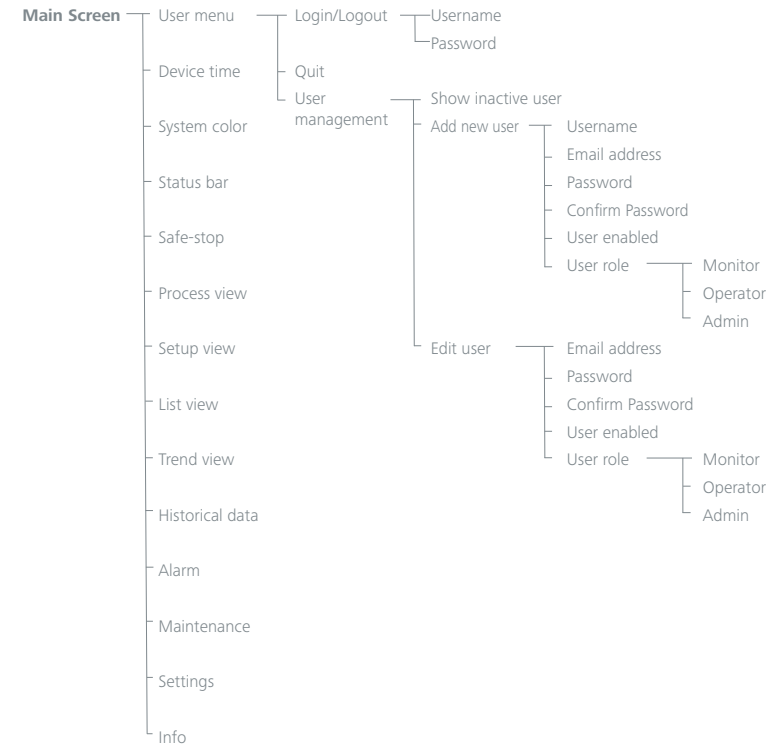 Main Screen User menu Login/Logout Username
Password
Device time Quit
User management Show inactive user
System color Add new user Username
Email address
Status bar Password
Confirm Password
Safe-stop User enabled
User role Monitor
Process view Operator
Admin
Setup view Edit user Email address
Password
List view Confirm Password
User enabled
Trend view User role Monitor
Operator
Historical data Admin
Alarm
Maintenance
Settings
Info